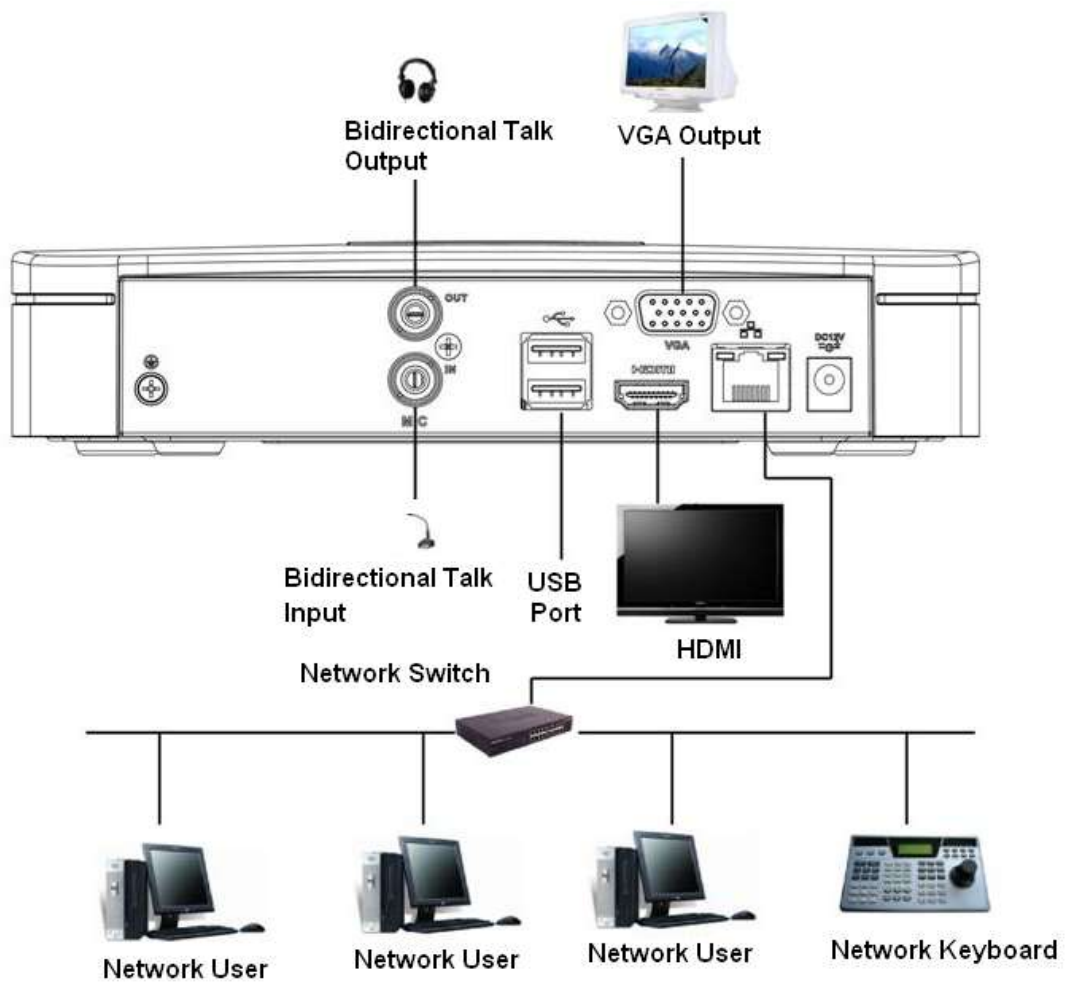 Bidirectional Talk
Output
VGA Output
OUT
IN
MIC
VGA
HDMI
DC12V
Bidirectional Talk
Input
USB
Port
HDMI
Network Switch
Network User
Network User
Network User
Network Keyboard